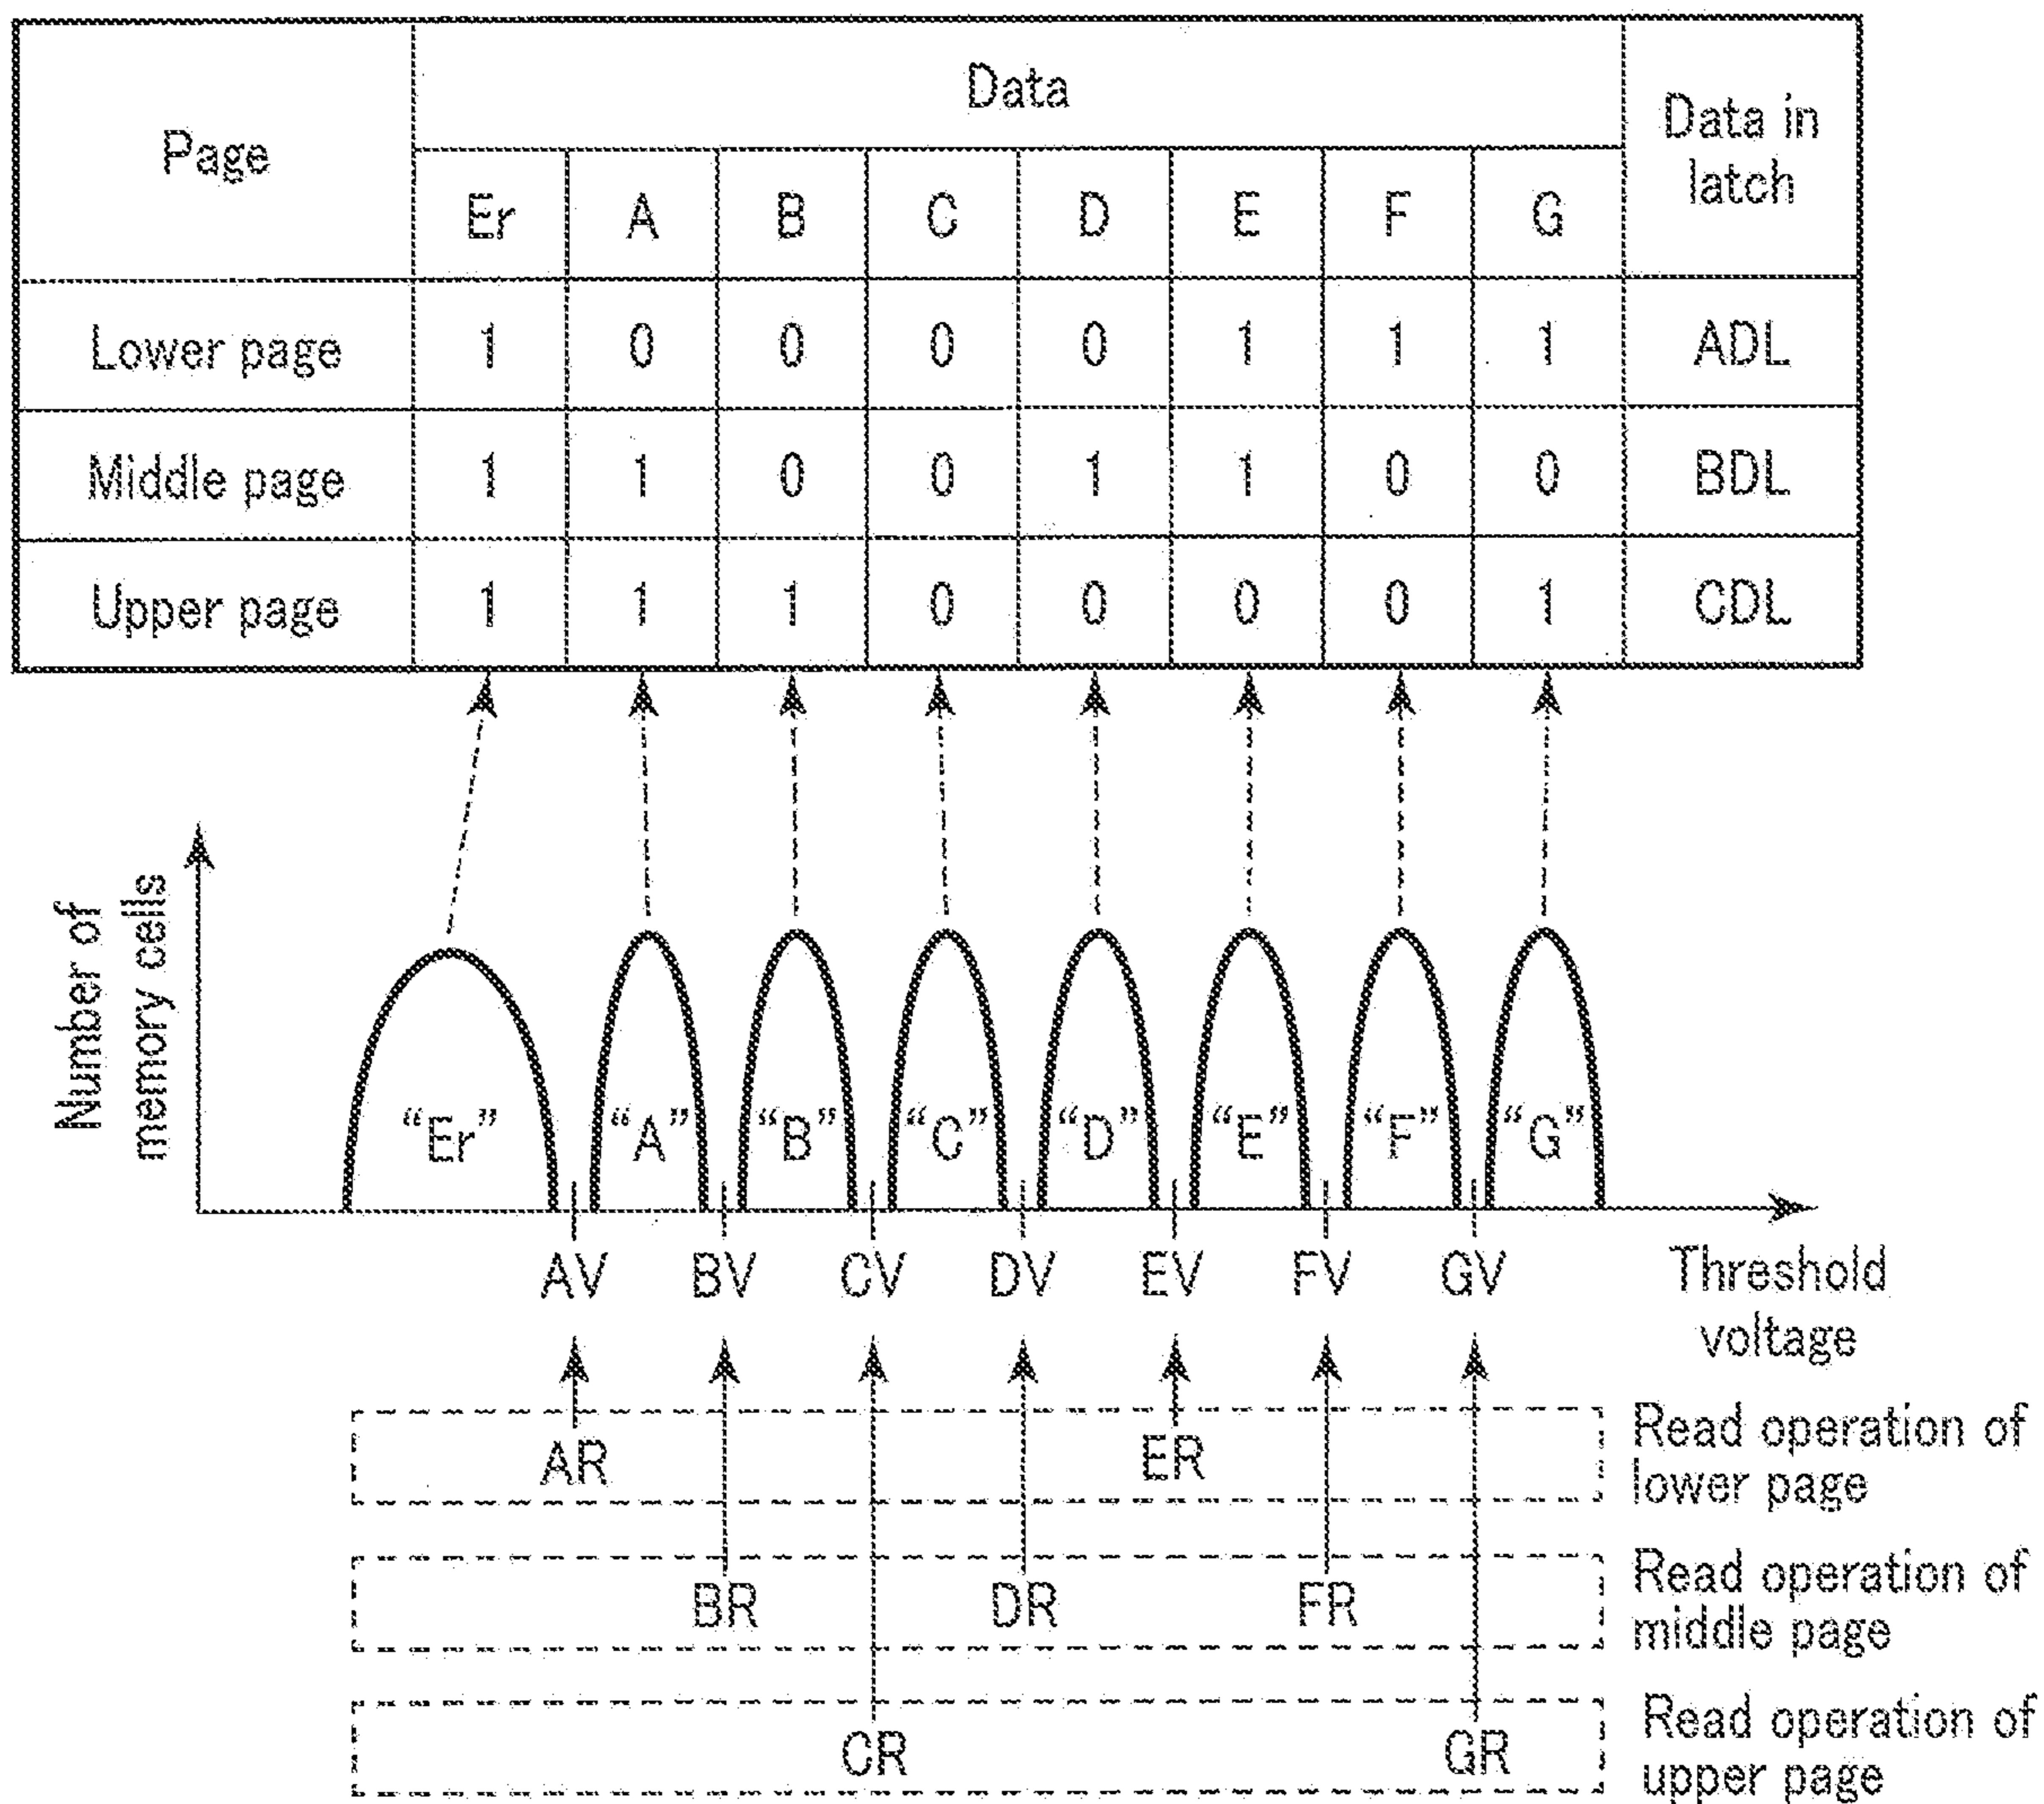 Page
Data
Data in
latch
Er A B C D E F G
Lower page 1 0 0 0 0 1 1 1 ADL
Middle page 1 1 0 0 1 1 0 0 BDL
Upper page 1 1 1 0 0 0 0 1 CDL
Number of
memory cells
“Er” “A” “B” “C” “D” “E” “F” “G”
AV BV CV DV EV FV GV
Threshold
voltage
AR ER
Read operation of
lower page
BR DR FR
Read operation of
middle page
CR GR
Read operation of
upper page